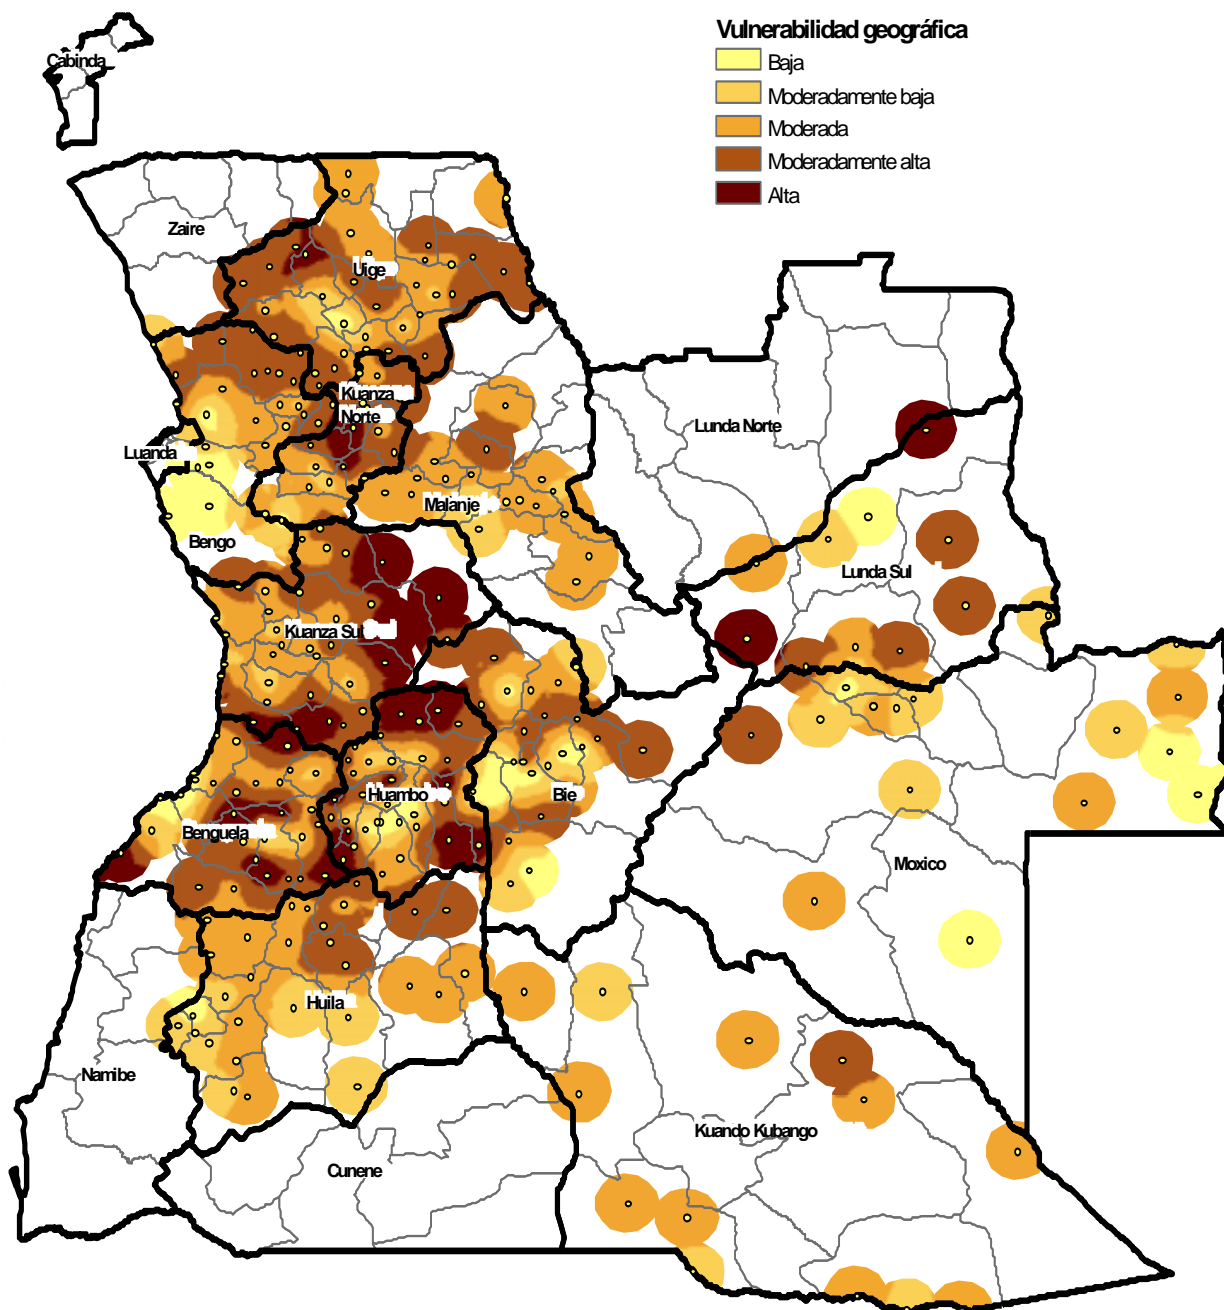 Vulnerabilidad geográfica
Baja
Moderadamente baja
Moderada
Moderadamente alta
Alta
Cabinda
Zaire
Uige
Kuanza
Norte
Lunda Norte
Luanda
Malanje
Bengo
Lunda Sul
Kuanza Sul
Huambo
Bie
Benguela
Moxico
Huila
Namibe
Kuando Kubango
Cunene